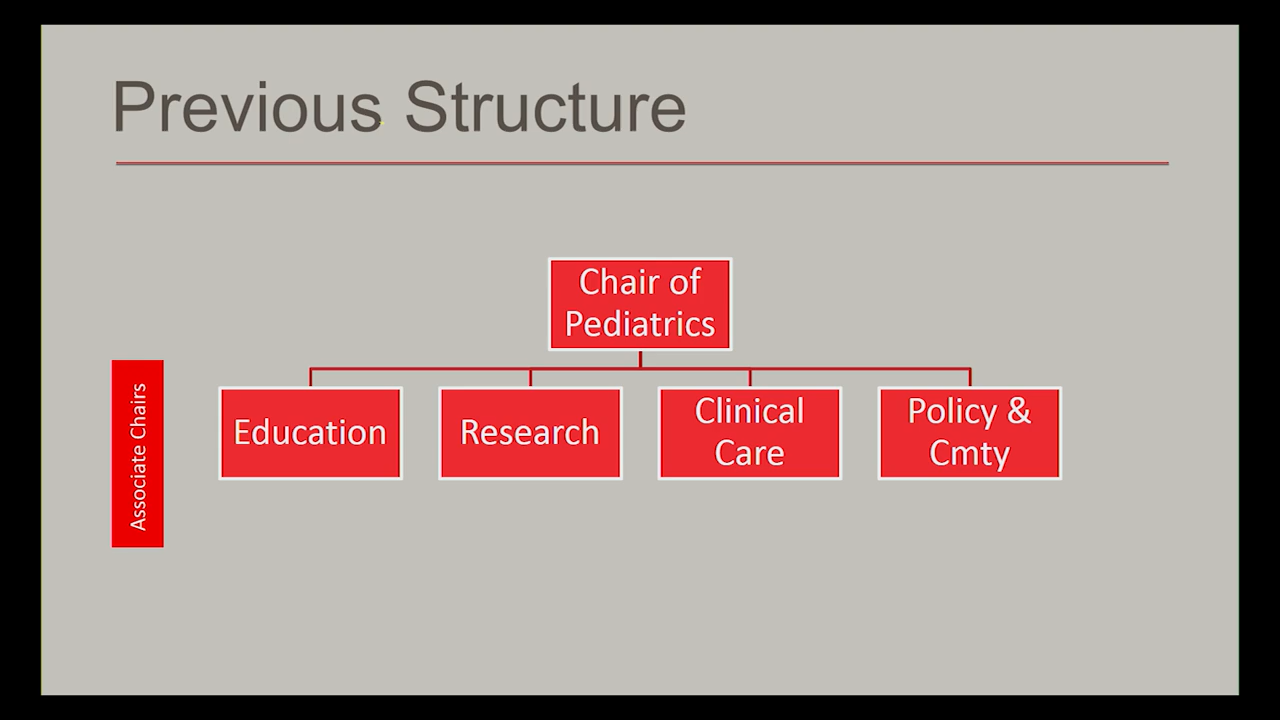 Previous Structure
Chair of
Pediatrics
Associate Chairs
Education
Research
Clinical
Care
Policy &
Cmty